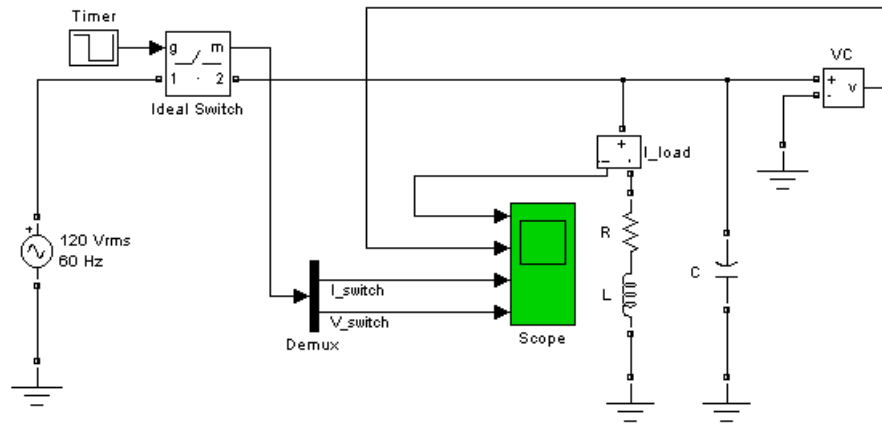 Timer
g m
1 2
Ideal Switch
VC
+
-
v
+
I_load
120 Vrms
60 Hz
+
R
I_switch
L
C
V_switch
Demux
Scope